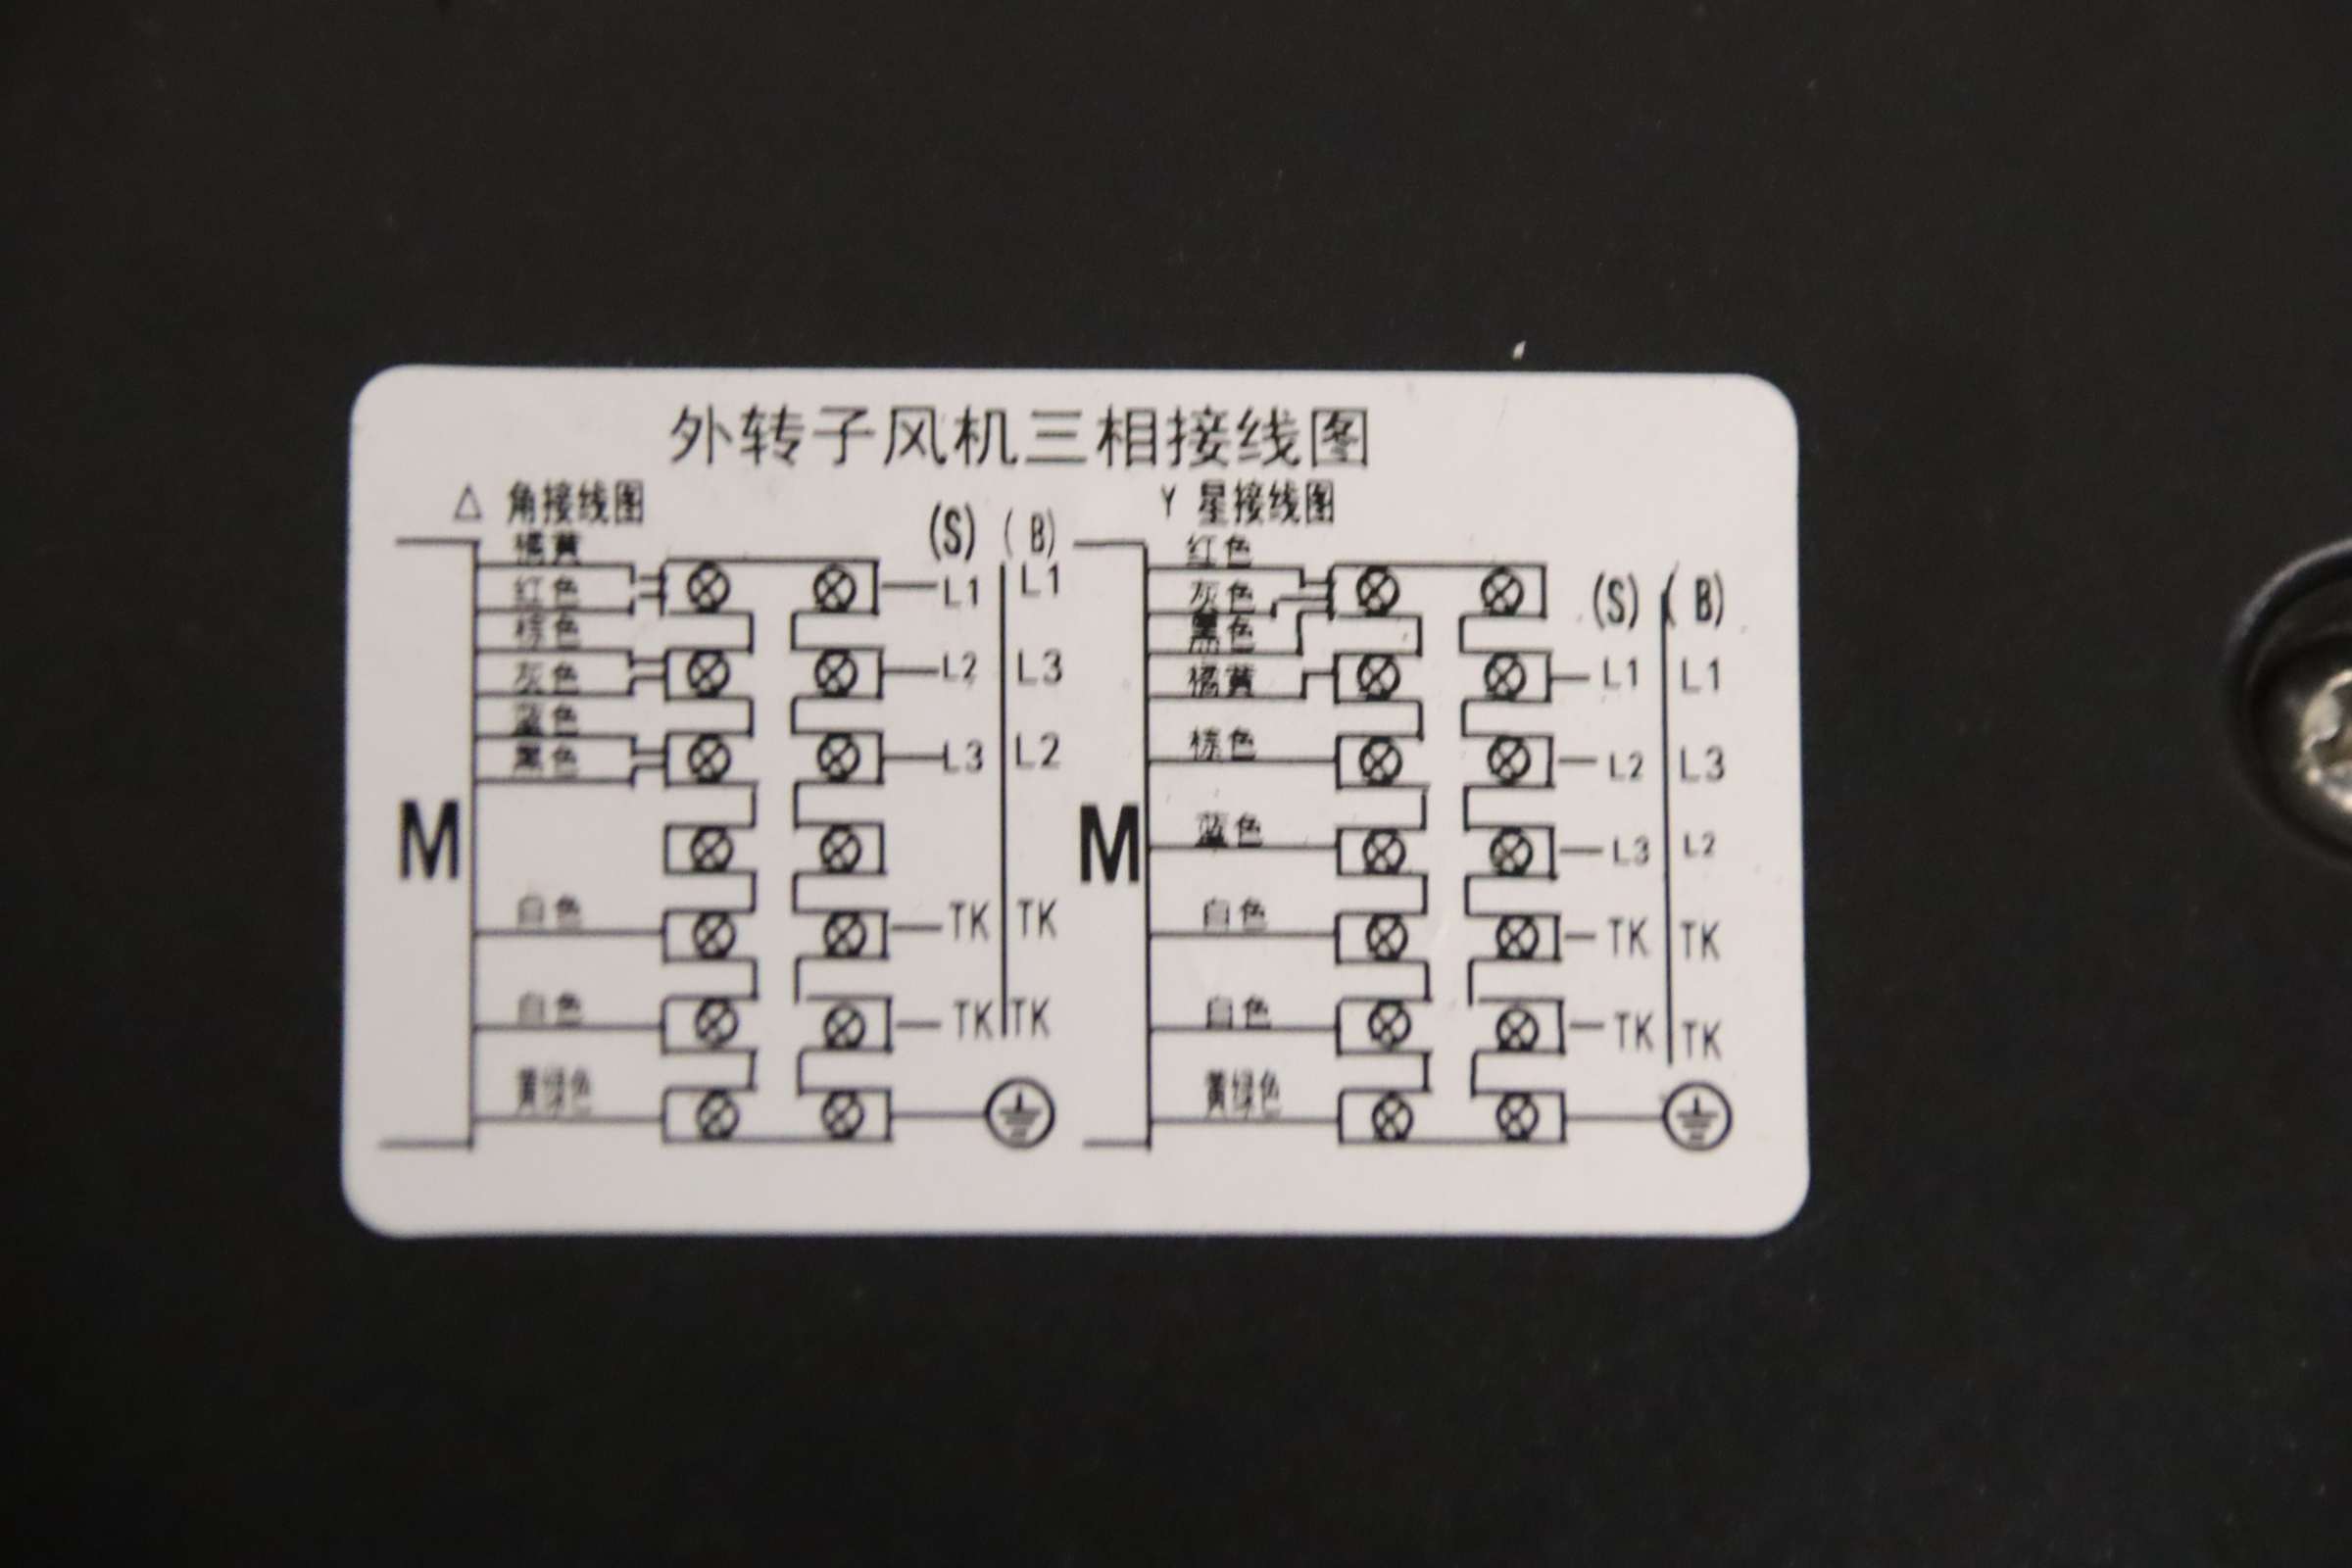 外转子风机三相接线图
△ 角接线图
(S) (B)
橘黄
红色
L1 L1
棕色
灰色
L2 L3
蓝色
黑色
L3 L2
M
白色
TK TK
白色
TK TK
黄绿色
Y 星接线图
红色
灰色
(S) (B)
黑色
橘黄
L1 L1
棕色
L2 L3
蓝色
L3 L2
M
白色
TK TK
白色
TK TK
黄绿色